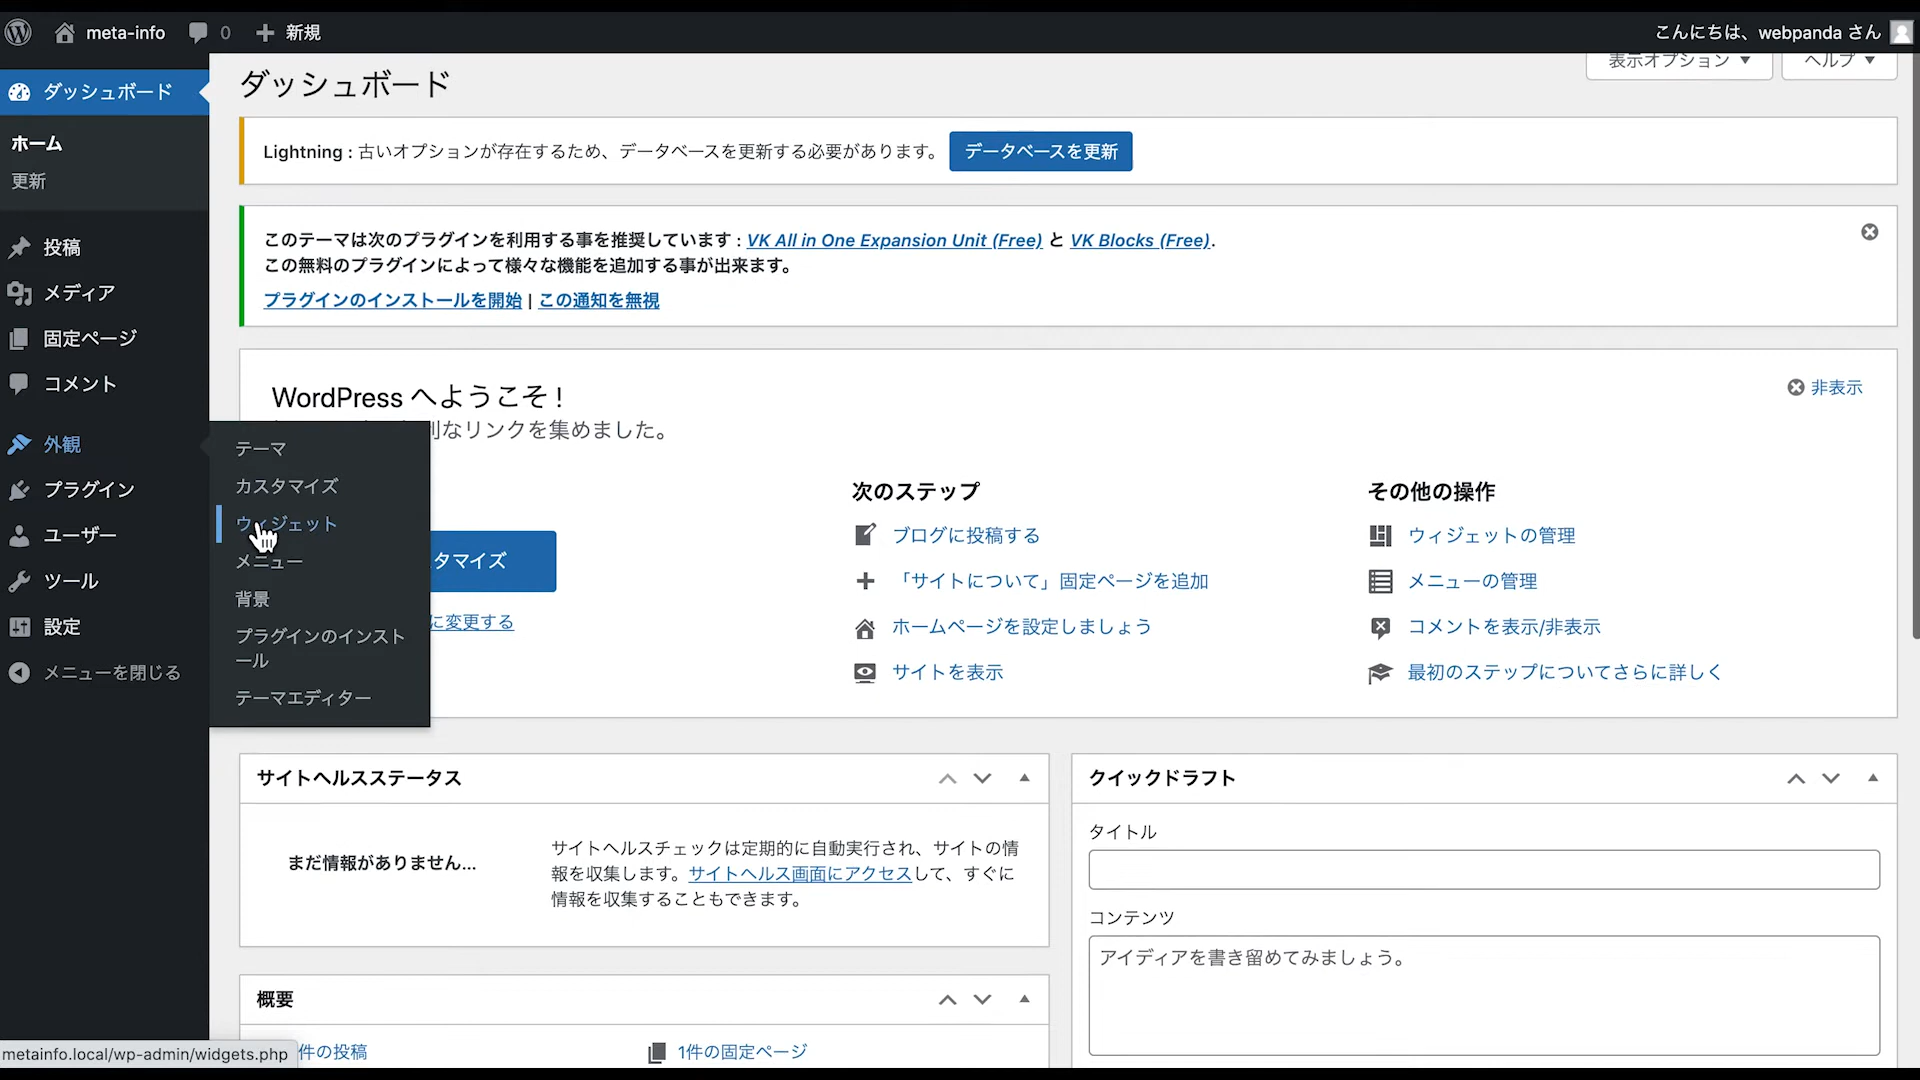 meta-info
0
新規
こんにちは、webpanda さん
ダッシュボード
ホーム
更新
投稿
メディア
固定ページ
コメント
外観
プラグイン
ユーザー
ツール
設定
メニューを閉じる
テーマ
カスタマイズ
ウィジェット
メニュー
背景
プラグインのインスト
ール
テーマエディター
表示オプション
ヘルプ
ダッシュボード
Lightning : 古いオプションが存在するため、データベースを更新する必要があります。 データベースを更新
このテーマは次のプラグインを利用する事を推奨しています : VK All in One Expansion Unit (Free) と VK Blocks (Free).
この無料のプラグインによって様々な機能を追加する事が出来ます。
プラグインのインストールを開始 | この通知を無視
WordPress へようこそ !
非表示
なリンクを集めました。
タマイズ
に変更する
次のステップ
ブログに投稿する
「サイトについて」固定ページを追加
ホームページを設定しましょう
サイトを表示
その他の操作
ウィジェットの管理
メニューの管理
コメントを表示/非表示
最初のステップについてさらに詳しく
サイトヘルスステータス
まだ情報がありません...
サイトヘルスチェックは定期的に自動実行され、サイトの情
報を収集します。サイトヘルス画面にアクセスして、すぐに
情報を収集することもできます。
概要
件の投稿
1件の固定ページ
クイックドラフト
タイトル
コンテンツ
アイディアを書き留めてみましょう。
metainfo.local/wp-admin/widgets.php